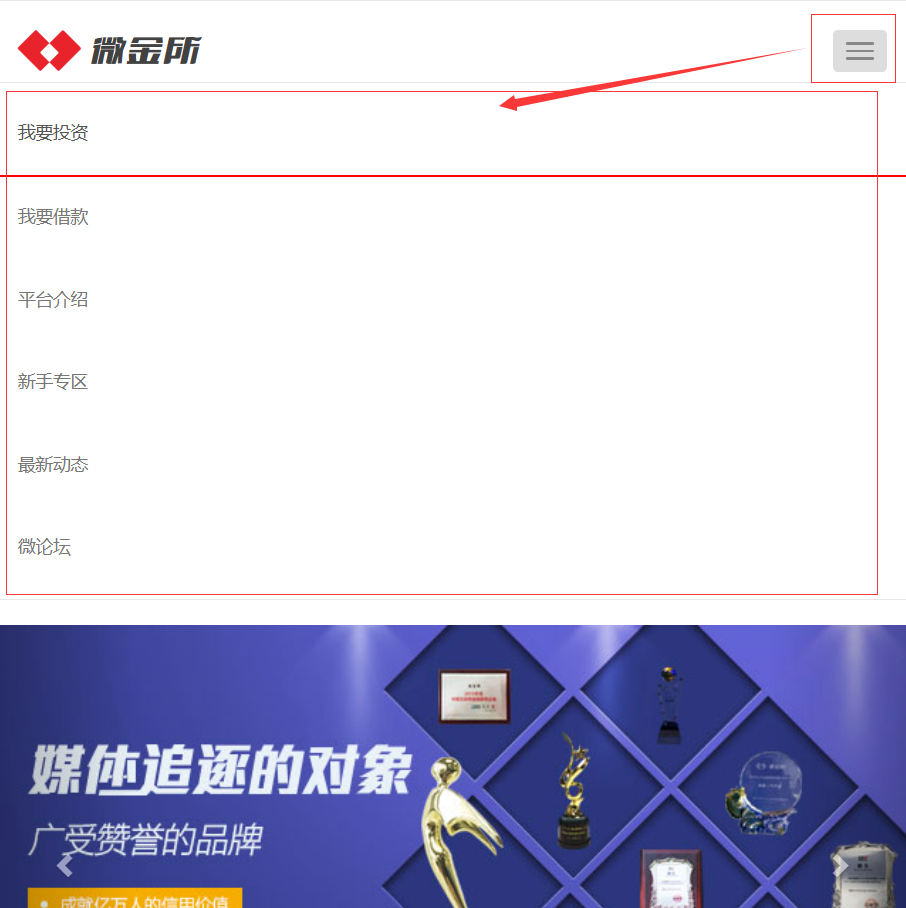 微金所
我要投资
我要借款
平台介绍
新手专区
最新动态
微论坛
媒体追逐的对象
广受赞誉的品牌
成就亿万人的信用价值